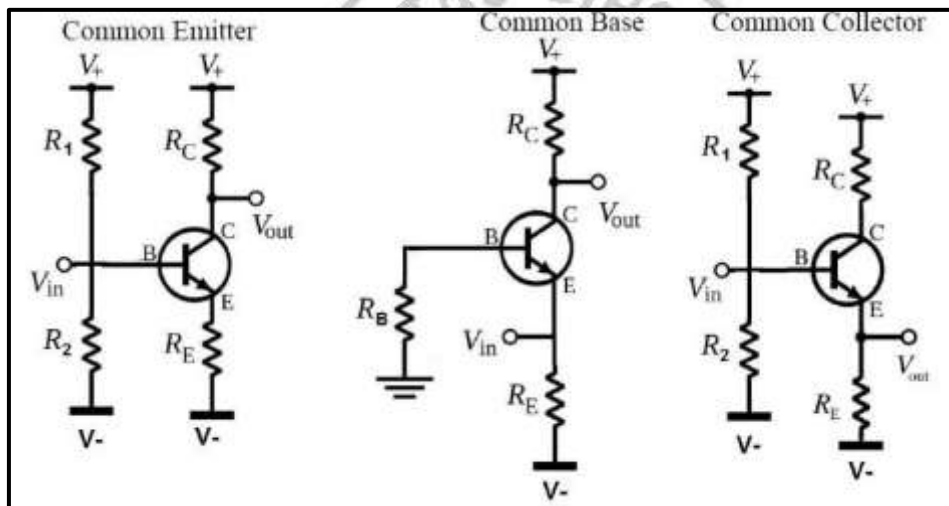 Common Emitter
V+
V+
R1
RC
C
Vout
B
Vin
E
R2
RE
V-
V-
Common Base
V+
RC
C
Vout
B
E
RB
Vin
RE
V-
Common Collector
V+
V+
R1
RC
C
B
Vin
E
R2
Vout
RE
V-
V-